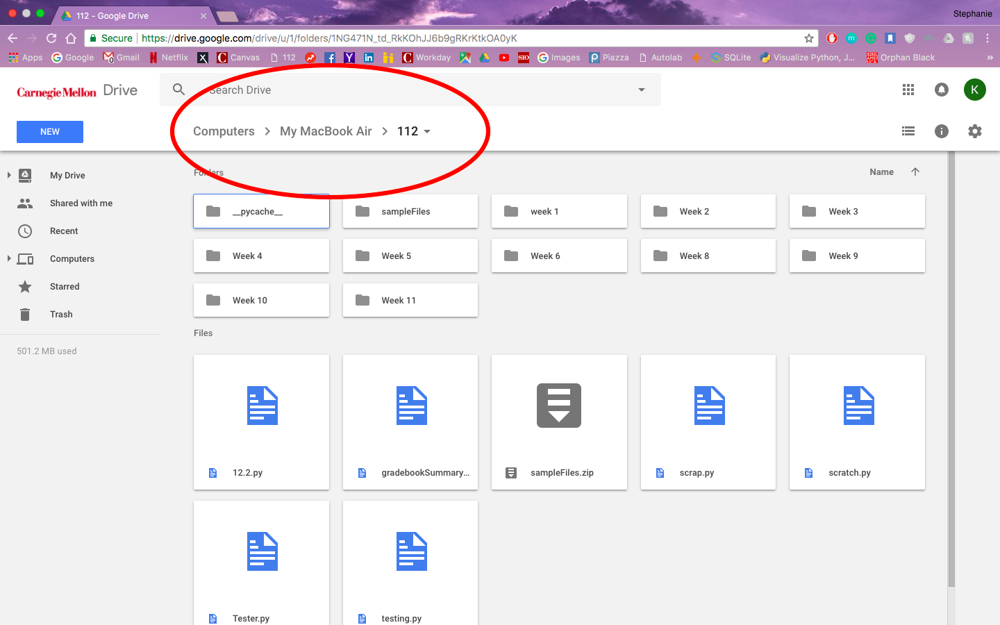 112 - Google Drive
Stephanie
Secure https://drive.google.com/drive/u/1/folders/1NG471N_td_RkKOhJJ6b9gRKrKtkOA0yK
Apps Google Gmail Netflix X Canvas 112 Workday SIO Images Piazza Autolab SQLite Visualize Python, J... Orphan Black »
Carnegie Mellon Drive Search Drive K
NEW Computers > My MacBook Air > 112
My Drive
Shared with me
Recent
Computers
Starred
Trash
501.2 MB used
Folders Name
__pycache__ sampleFiles week 1 Week 2 Week 3
Week 4 Week 5 Week 6 Week 8 Week 9
Week 10 Week 11
Files
12.2.py gradebookSummary... sampleFiles.zip scrap.py scratch.py
Tester.py testing.py